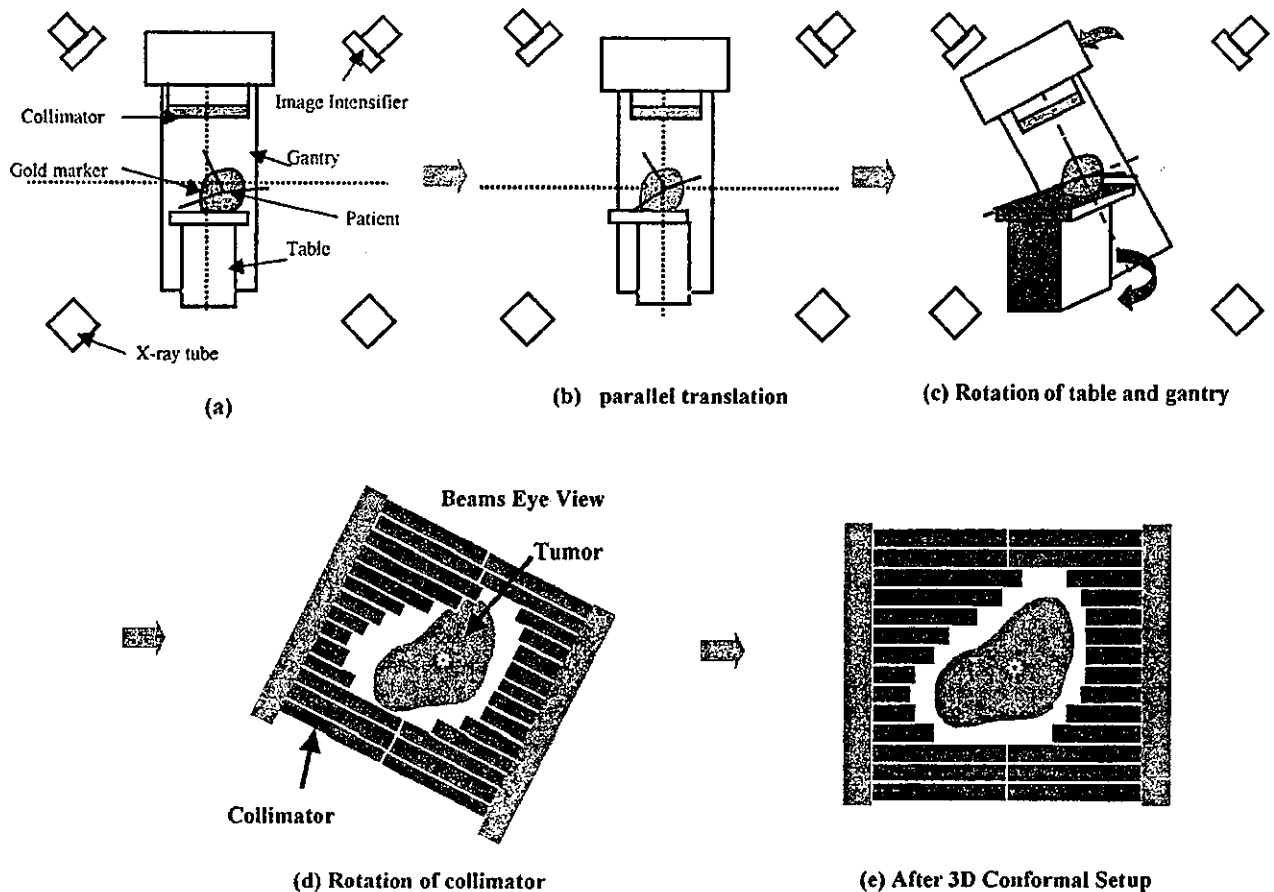 Image Intensifier
Collimator
Gantry
Gold marker
Patient
Table
X-ray tube
(a)
(b) parallel translation
(c) Rotation of table and gantry
Beams Eye View
Tumor
Collimator
(d) Rotation of collimator
(e) After 3D Conformal Setup